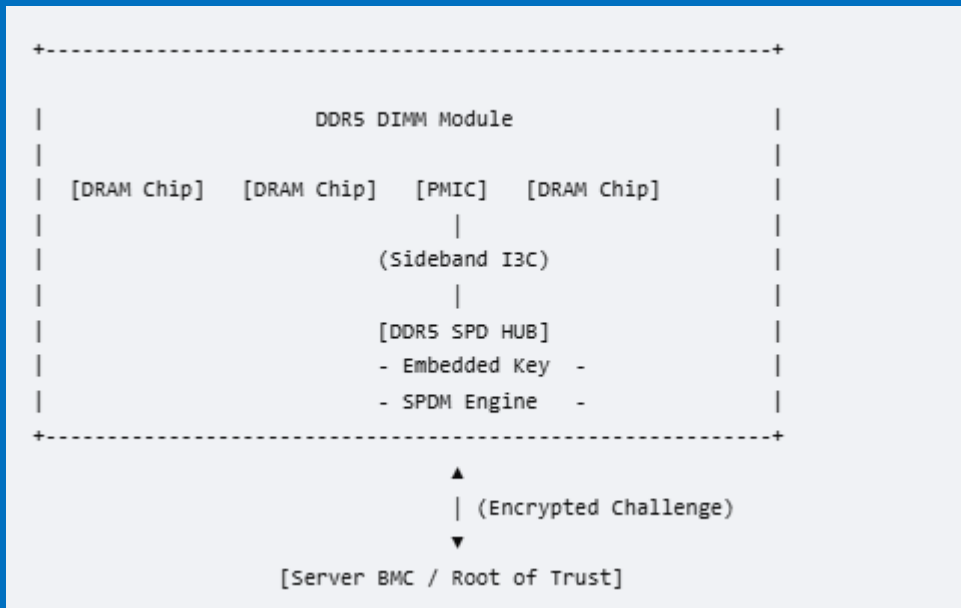 +-----------------------------------------------------------+
| DDR5 DIMM Module |
| |
| [DRAM Chip] [DRAM Chip] [PMIC] [DRAM Chip] |
| | |
| (Sideband I3C) |
| | |
| [DDR5 SPD HUB] |
| - Embedded Key - |
| - SPDM Engine - |
+-----------------------------------------------------------+
▲
| (Encrypted Challenge)
▼
[Server BMC / Root of Trust]